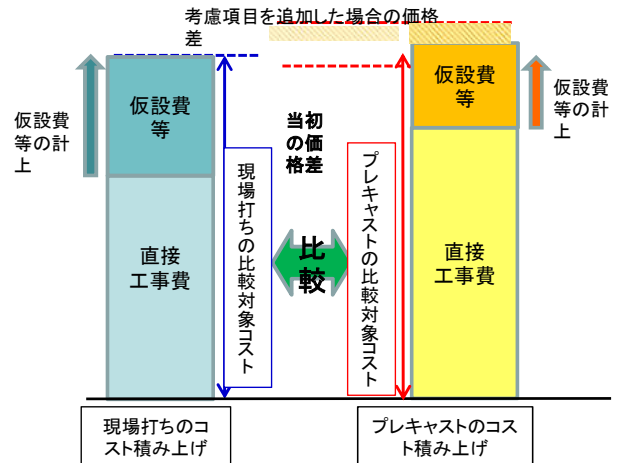 考慮項目を追加した場合の価格
差
仮設費
等の計
上
仮設費
等
直接
工事費
現場打ちの比較対象コスト
当初
の価
格差
比較
プレキャストの比較対象コスト
仮設費
等
直接
工事費
仮設費
等の計
上
現場打ちのコ
スト積み上げ
プレキャストのコス
ト積み上げ